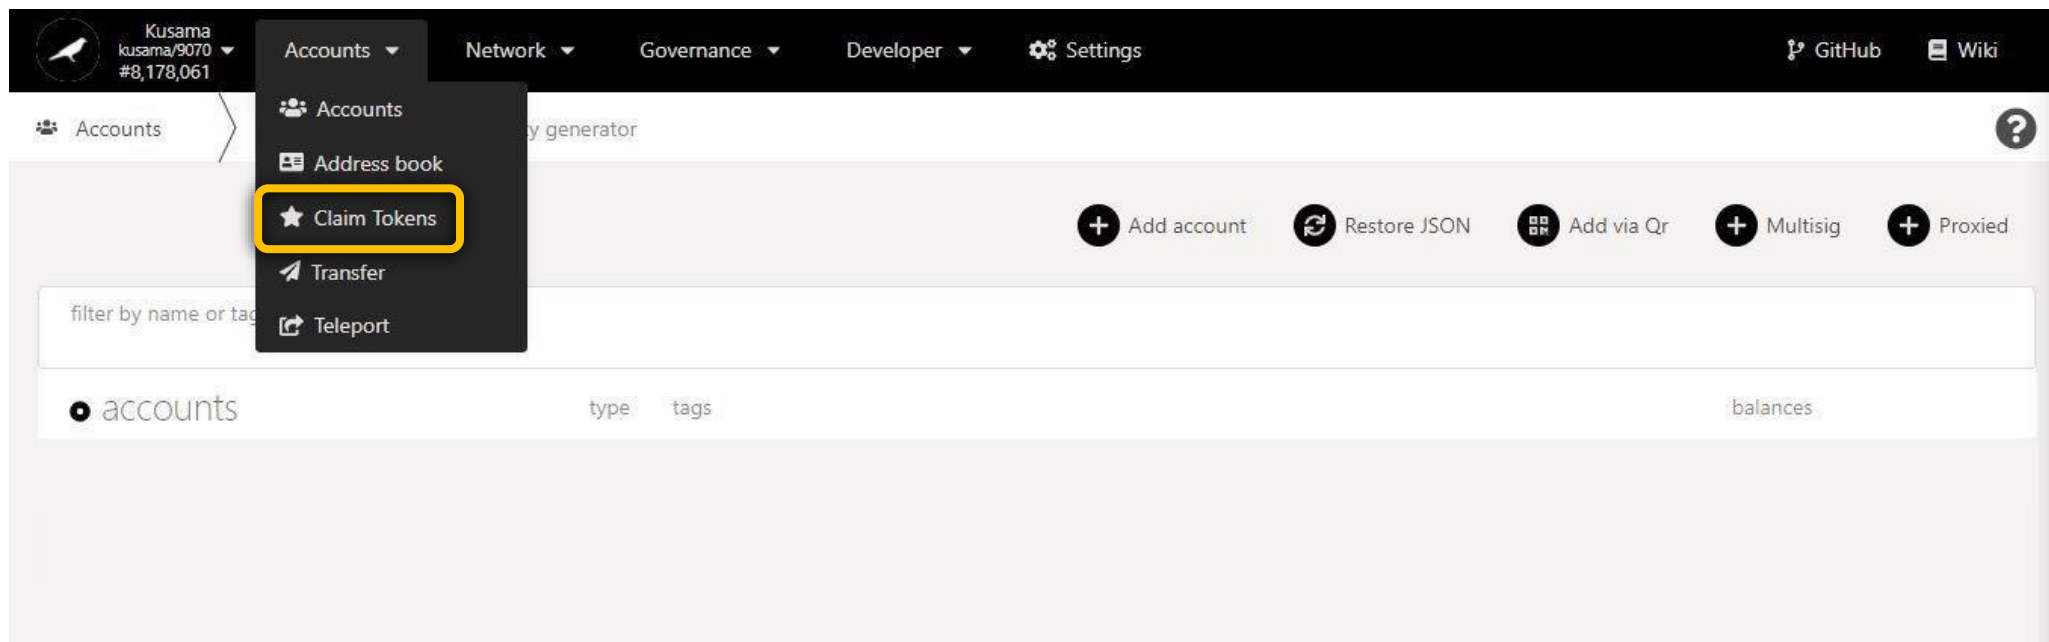 Kusama
kusama/9070
#8,178,061
Accounts
Network
Governance
Developer
Settings
GitHub
Wiki
Accounts
Address book
Claim Tokens
Transfer
Teleport
Accounts
generator
Add account
Restore JSON
Add via Qr
Multisig
Proxied
filter by name or
accounts
type
tags
balances